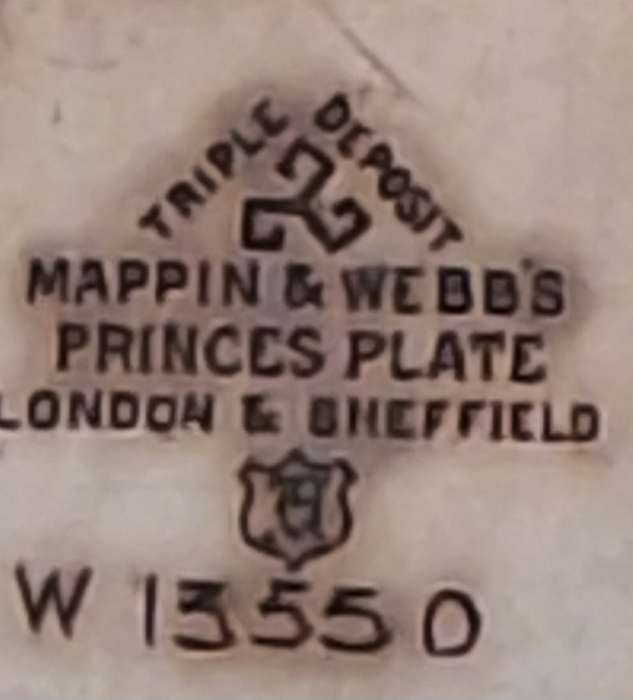 TRIPLE DEPOSIT
MAPPIN & WEBB'S
PRINCES PLATE
LONDON & SHEFFIELD
W 13550